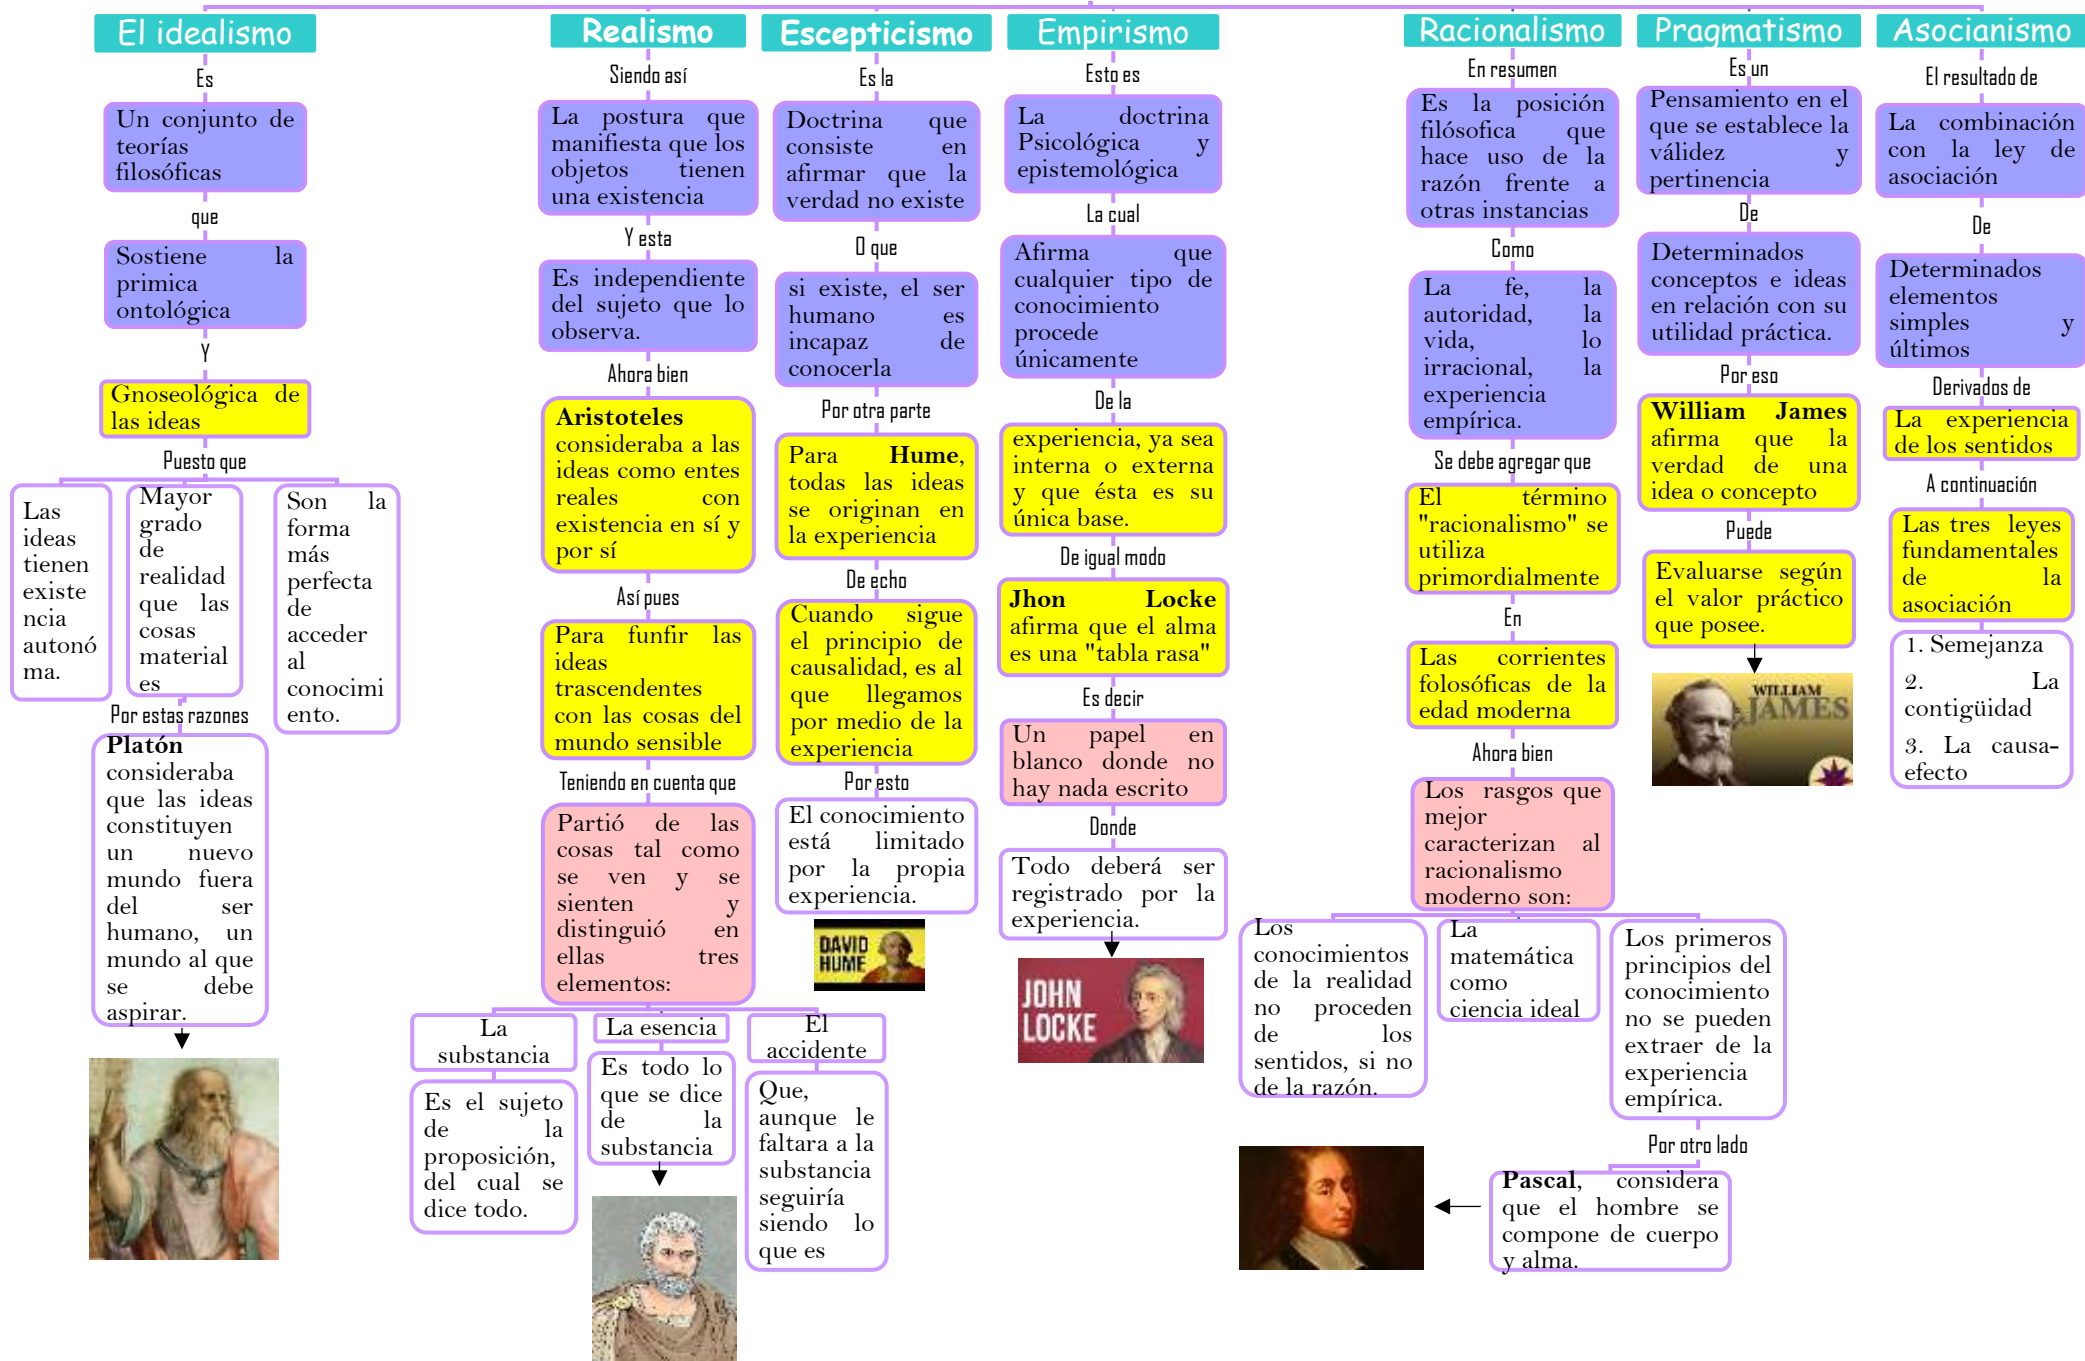 El idealismo
Es
Un conjunto de
teorías
filosóficas
que
Sostiene la
primica
ontológica
Y
Gnoseológica de
las ideas
Puesto que
Las
ideas
tienen
existe
ncia
autonó
ma.
Mayor
grado
de
realidad
que las
cosas
material
es
Son la
forma
más
perfecta
de
acceder
al
conocimi
ento.
Por estas razones
Platón
consideraba
que las ideas
constituyen
un nuevo
mundo fuera
del ser
humano, un
mundo al que
se debe
aspirar.
Realismo
Siendo así
La postura que
manifiesta que los
objetos tienen
una existencia
Y esta
Es independiente
del sujeto que lo
observa.
Ahora bien
Aristoteles
consideraba a las
ideas como entes
reales con
existencia en sí y
por sí
Así pues
Para funfir las
ideas
trascendentes
con las cosas del
mundo sensible
Teniendo en cuenta que
Partió de las
cosas tal como
se ven y se
sienten y
distinguió en
ellas tres
elementos:
La
substancia
Es el sujeto
de la
proposición,
del cual se
dice todo.
La esencia
Es todo lo
que se dice
de la
substancia
El
accidente
Que,
aunque le
faltara a la
substancia
seguiría
siendo lo
que es
Escepticismo
Es la
Doctrina que
consiste en
afirmar que la
verdad no existe
O que
si existe, el ser
humano es
incapaz de
conocerla
Por otra parte
Para Hume,
todas las ideas
se originan en
la experiencia
De echo
Cuando sigue
el principio de
causalidad, es al
que llegamos
por medio de la
experiencia
Por esto
El conocimiento
está limitado
por la propia
experiencia.
DAVID
HUME
Empirismo
Esto es
La doctrina
Psicológica y
epistemológica
La cual
Afirma que
cualquier tipo de
conocimiento
procede
únicamente
De la
experiencia, ya sea
interna o externa
y que ésta es su
única base.
De igual modo
Jhon Locke
afirma que el alma
es una "tabla rasa"
Es decir
Un papel en
blanco donde no
hay nada escrito
Donde
Todo deberá ser
registrado por la
experiencia.
JOHN
LOCKE
Racionalismo
En resumen
Es la posición
filósofica que
hace uso de la
razón frente a
otras instancias
Como
La fe, la
autoridad, la
vida, lo
irracional, la
experiencia
empírica.
Se debe agregar que
El término
"racionalismo" se
utiliza
primordialmente
En
Las corrientes
folosóficas de la
edad moderna
Ahora bien
Los rasgos que
mejor
caracterizan al
racionalismo
moderno son:
Los
conocimientos
de la realidad
no proceden
de los
sentidos, si no
de la razón.
La
matemática
como
ciencia ideal
Los primeros
principios del
conocimiento
no se pueden
extraer de la
experiencia
empírica.
Por otro lado
Pascal, considera
que el hombre se
compone de cuerpo
y alma.
Pragmatismo
Es un
Pensamiento en el
que se establece la
válidez y
pertinencia
De
Determinados
conceptos e ideas
en relación con su
utilidad práctica.
Por eso
William James
afirma que la
verdad de una
idea o concepto
Puede
Evaluarse según
el valor práctico
que posee.
WILLIAM
JAMES
Asocianismo
El resultado de
La combinación
con la ley de
asociación
De
Determinados
elementos
simples y
últimos
Derivados de
La experiencia
de los sentidos
A continuación
Las tres leyes
fundamentales
de la
asociación
1. Semejanza
2. La
contigüidad
3. La causa-
efecto